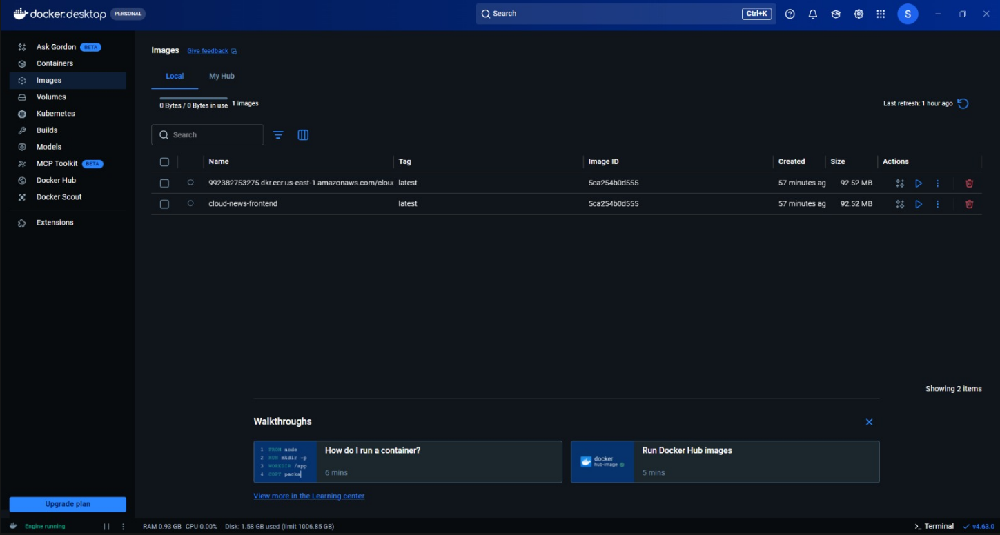 docker.desktop PERSONAL
Search Ctrl+K
S
Ask Gordon BETA
Containers
Images
Volumes
Kubernetes
Builds
Models
MCP Toolkit BETA
Docker Hub
Docker Scout
Extensions
Upgrade plan
Images Give feedback
Local My Hub
0 Bytes / 0 Bytes in use 1 images
Last refresh: 1 hour ago
Search
Name Tag Image ID Created Size Actions
992382753275.dkr.ecr.us-east-1.amazonaws.com/clou latest 5ca254b0d555 57 minutes ag 92.52 MB
cloud-news-frontend latest 5ca254b0d555 57 minutes ag 92.52 MB
Showing 2 items
Walkthroughs
1 FROM node
2 RUN mkdir -p
3 WORKDIR /app
4 COPY packa
How do I run a container?
6 mins
docker
hub-image
Run Docker Hub images
5 mins
View more in the Learning center
Engine running
RAM 0.93 GB CPU 0.00% Disk: 1.58 GB used (limit 1006.85 GB)
>_ Terminal v4.63.0